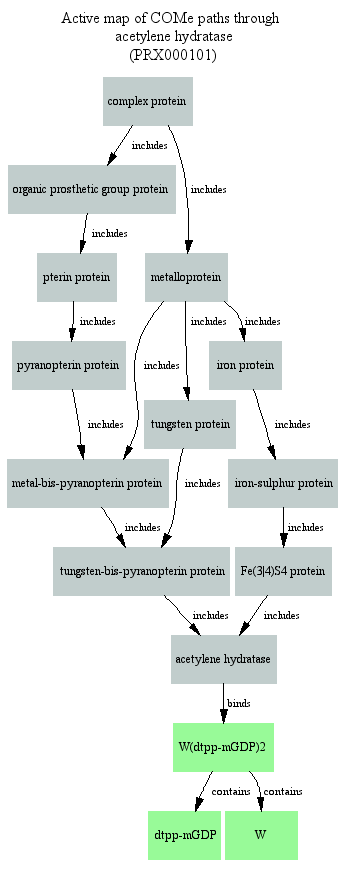 Active map of COMe paths through
acetylene hydratase
(PRX000101)
complex protein
includes
organic prosthetic group protein
includes
includes
pterin protein
metalloprotein
includes
includes
includes
pyranopterin protein
includes
iron protein
tungsten protein
includes
includes
metal-bis-pyranopterin protein
includes
iron-sulphur protein
includes
includes
tungsten-bis-pyranopterin protein
Fe(3|4)S4 protein
includes
includes
acetylene hydratase
binds
W(dtpp-mGDP)2
contains
contains
dtpp-mGDP
W